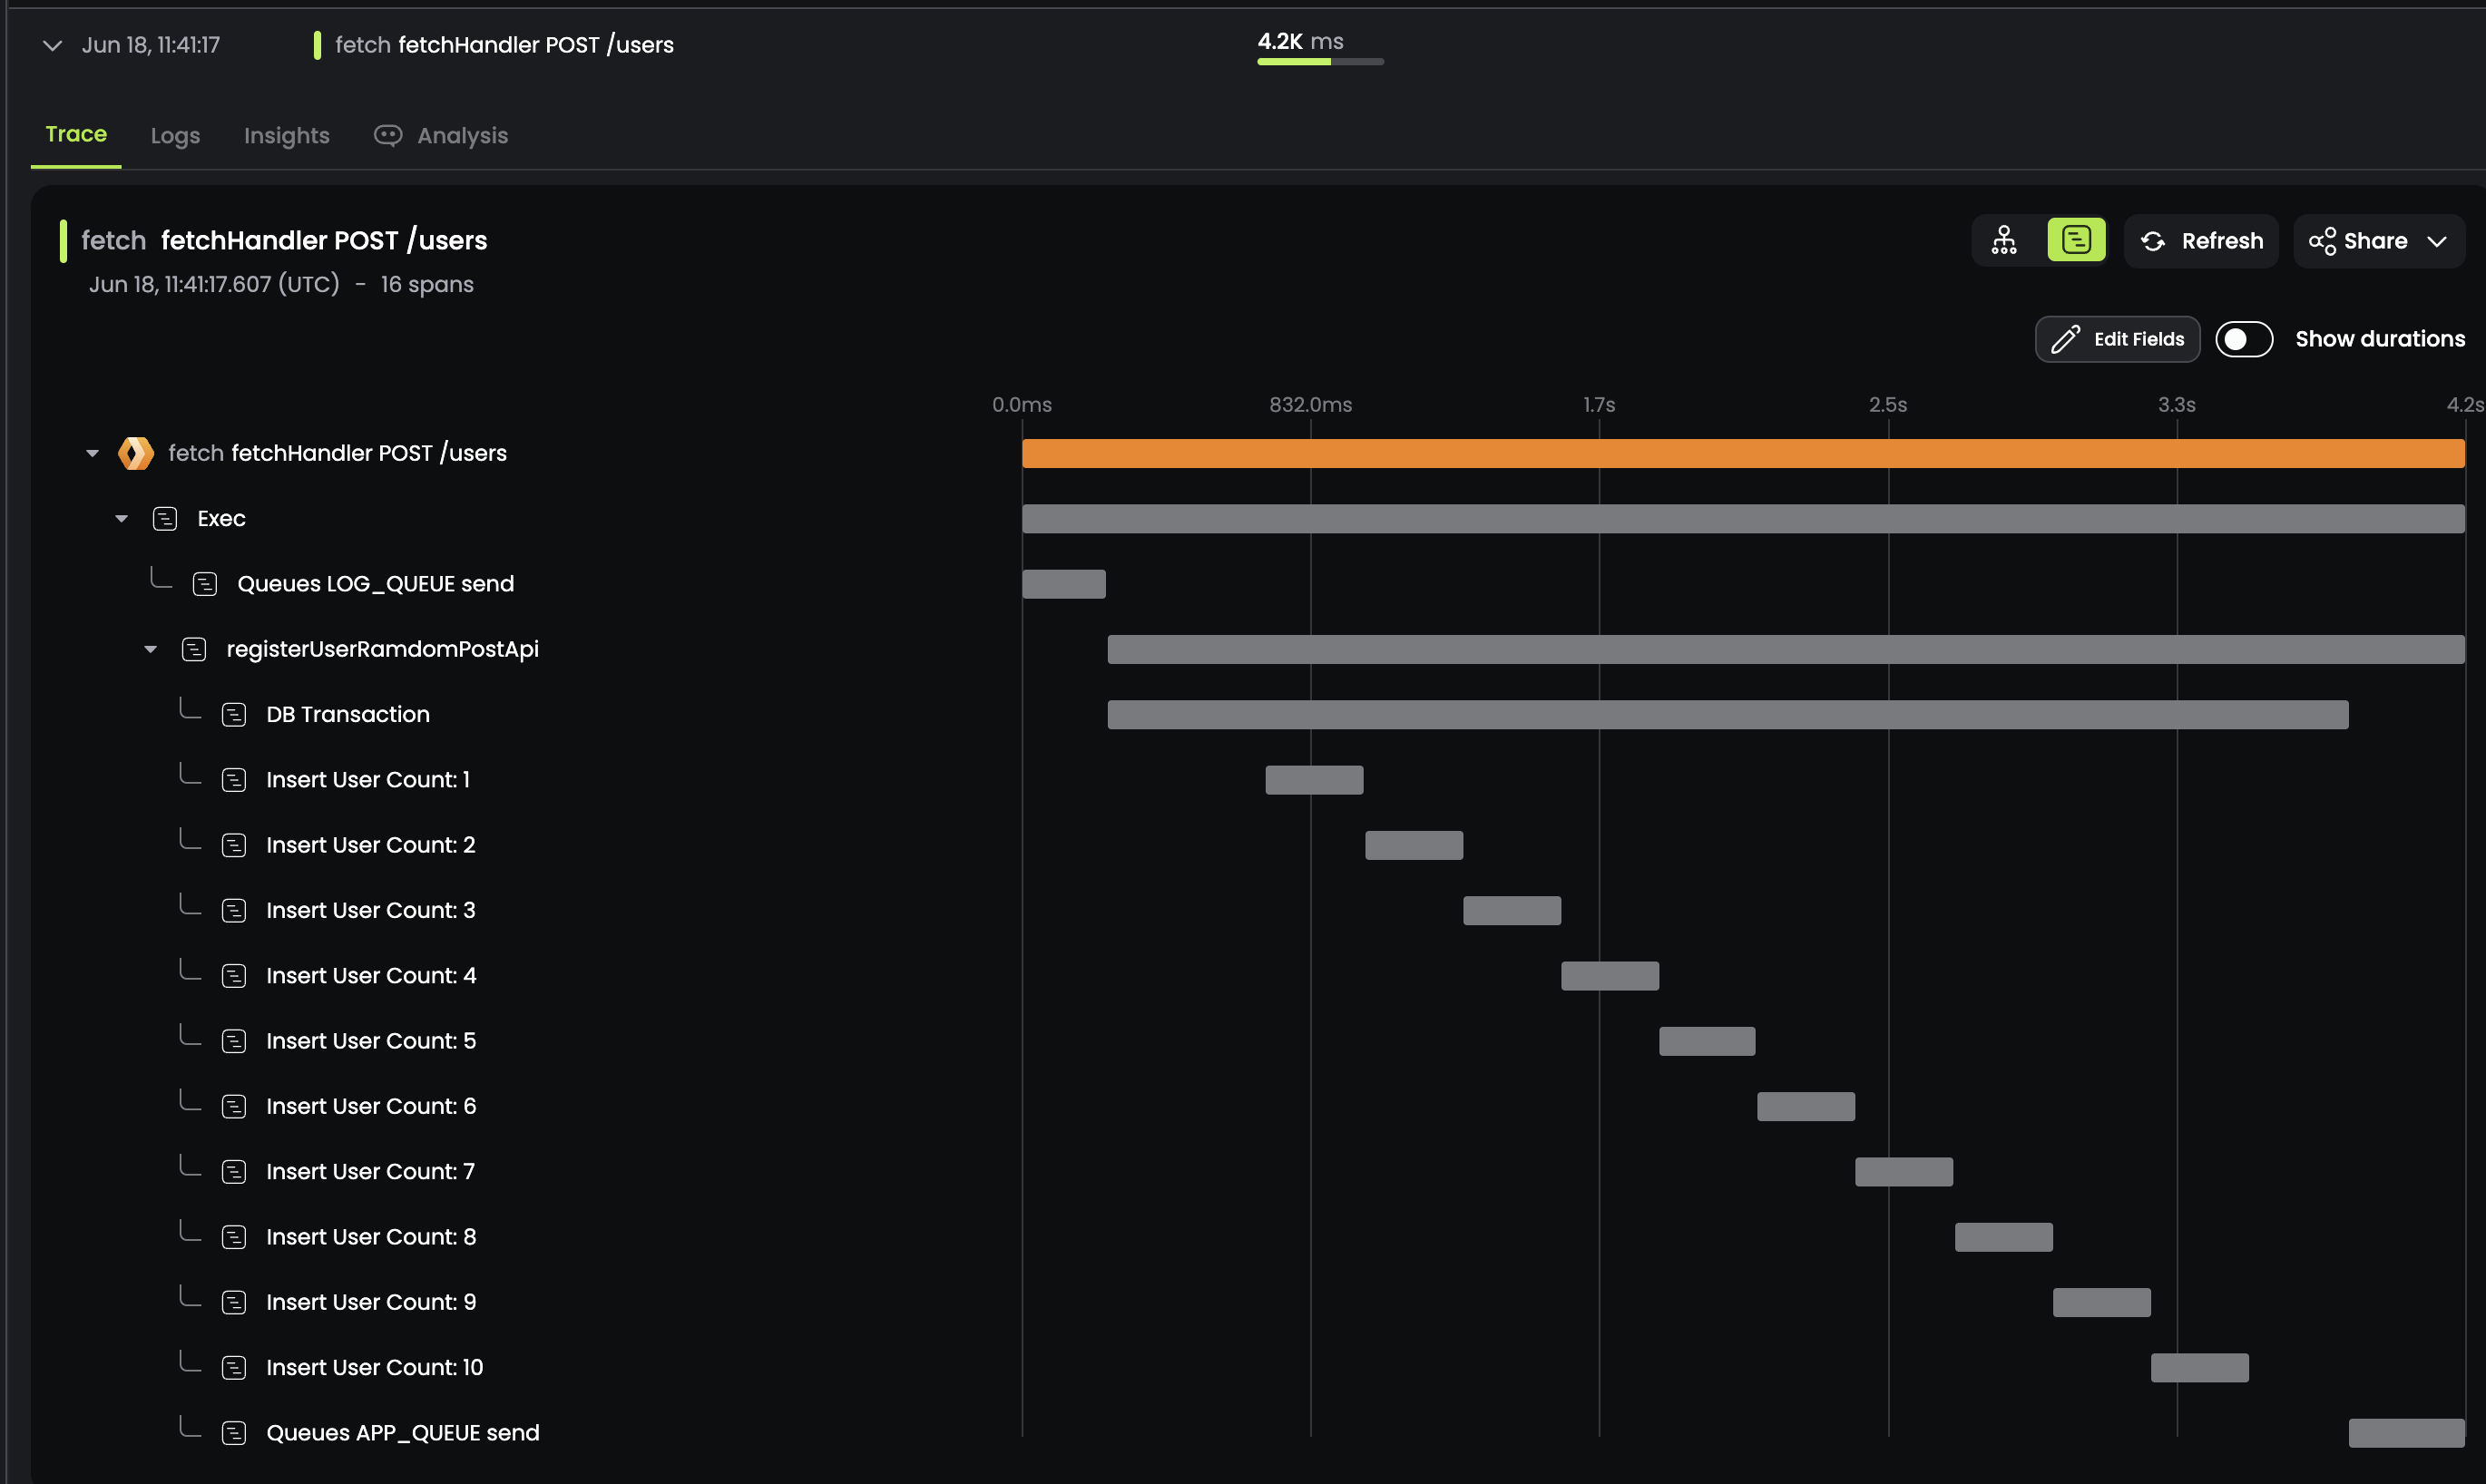 Jun 18, 11:41:17 fetch fetchHandler POST /users 4.2K ms
Trace Logs Insights Analysis
fetch fetchHandler POST /users
Jun 18, 11:41:17.607 (UTC) - 16 spans
Refresh Share
Edit Fields Show durations
0.0ms 832.0ms 1.7s 2.5s 3.3s 4.2s
fetch fetchHandler POST /users
Exec
Queues LOG_QUEUE send
registerUserRamdomPostApi
DB Transaction
Insert User Count: 1
Insert User Count: 2
Insert User Count: 3
Insert User Count: 4
Insert User Count: 5
Insert User Count: 6
Insert User Count: 7
Insert User Count: 8
Insert User Count: 9
Insert User Count: 10
Queues APP_QUEUE send